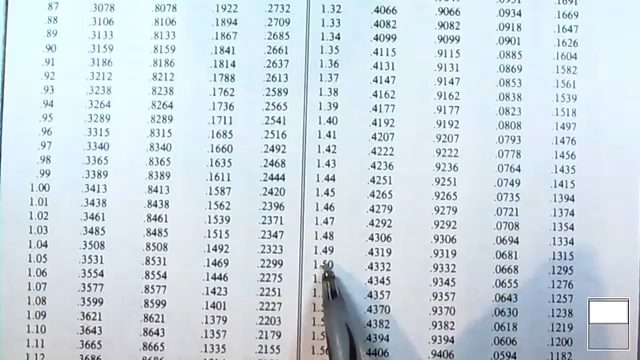 .87 .3078 .8078 .1922 .2732 1.32 .4066 .9066 .0934 .1669
.88 .3106 .8106 .1894 .2709 1.33 .4082 .9082 .0918 .1647
.89 .3133 .8133 .1867 .2685 1.34 .4099 .9099 .0901 .1626
.90 .3159 .8159 .1841 .2661 1.35 .4115 .9115 .0885 .1604
.91 .3186 .8186 .1814 .2637 1.36 .4131 .9131 .0869 .1582
.92 .3212 .8212 .1788 .2613 1.37 .4147 .9147 .0853 .1561
.93 .3238 .8238 .1762 .2589 1.38 .4162 .9162 .0838 .1539
.94 .3264 .8264 .1736 .2565 1.39 .4177 .9177 .0823 .1518
.95 .3289 .8289 .1711 .2541 1.40 .4192 .9192 .0808 .1497
.96 .3315 .8315 .1685 .2516 1.41 .4207 .9207 .0793 .1476
.97 .3340 .8340 .1660 .2492 1.42 .4222 .9222 .0778 .1456
.98 .3365 .8365 .1635 .2468 1.43 .4236 .9236 .0764 .1435
.99 .3389 .8389 .1611 .2444 1.44 .4251 .9251 .0749 .1415
1.00 .3413 .8413 .1587 .2420 1.45 .4265 .9265 .0735 .1394
1.01 .3438 .8438 .1562 .2396 1.46 .4279 .9279 .0721 .1374
1.02 .3461 .8461 .1539 .2371 1.47 .4292 .9292 .0708 .1354
1.03 .3485 .8485 .1515 .2347 1.48 .4306 .9306 .0694 .1334
1.04 .3508 .8508 .1492 .2323 1.49 .4319 .9319 .0681 .1315
1.05 .3531 .8531 .1469 .2299 1.50 .4332 .9332 .0668 .1295
1.06 .3554 .8554 .1446 .2275 .4345 .9345 .0655 .1276
1.07 .3577 .8577 .1423 .2251 .4357 .9357 .0643 .1257
1.08 .3599 .8599 .1401 .2227 .4370 .9370 .0630 .1238
1.09 .3621 .8621 .1379 .2203 .4382 .9382 .0618 .1219
1.10 .3643 .8643 .1357 .2179 .4394 .9394 .0606 .1200
1.11 .3665 .8665 .1335 .2155 1.56 .4406 .9406 .0594 .1182
1.12 .3686